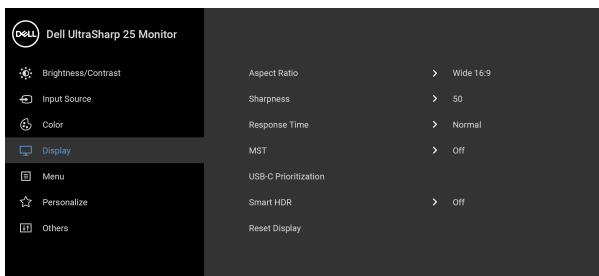 DELL Dell UltraSharp 25 Monitor
Brightness/Contrast
Input Source
Color
Display
Menu
Personalize
Others
Aspect Ratio Wide 16:9
Sharpness 50
Response Time Normal
MST Off
USB-C Prioritization
Smart HDR Off
Reset Display